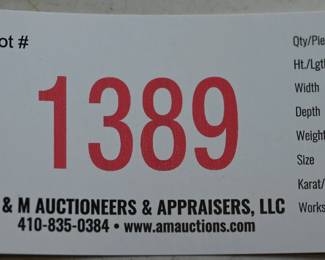 ot #
1389
& M AUCTIONEERS & APPRAISERS, LLC
410-835-0384 • www.amauctions.com
Qty/Pie
Ht./Lgt
Width
Depth
Weight
Size
Karat/
Works